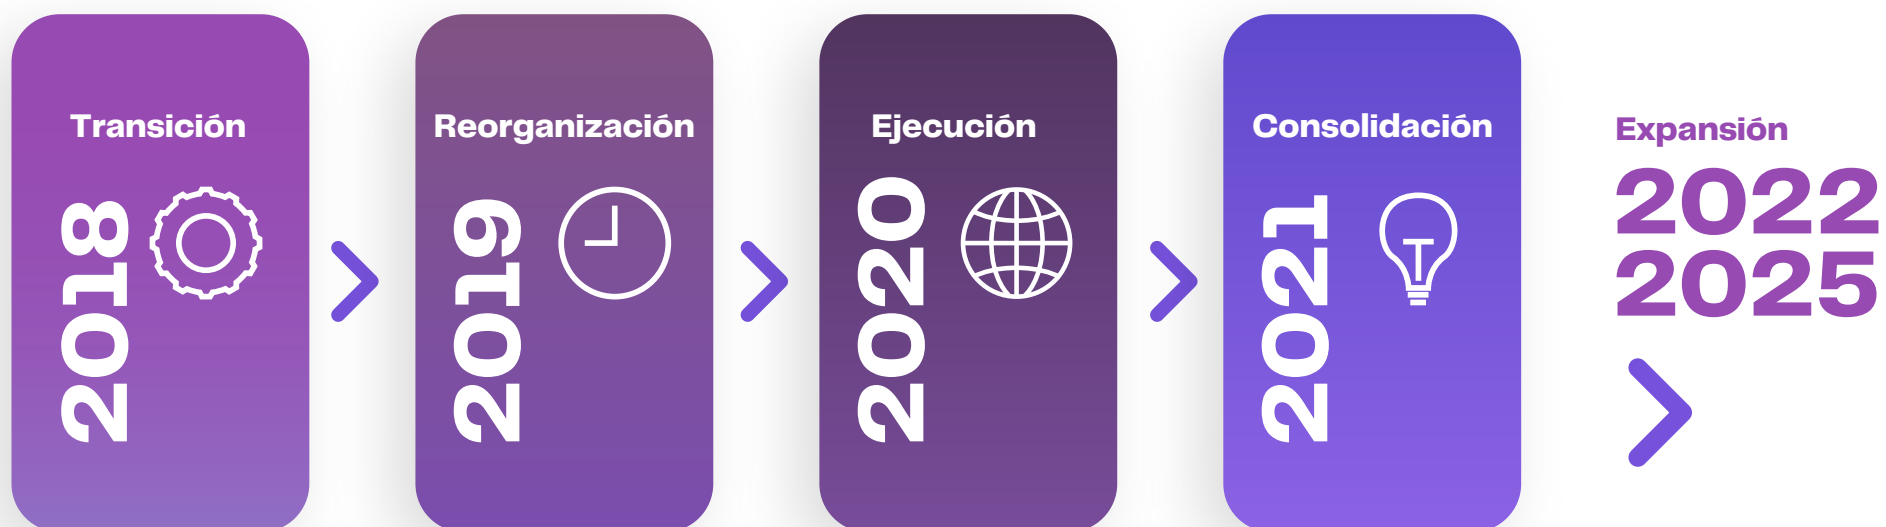 Transición
2018
Reorganización
2019
Ejecución
2020
Consolidación
2021
Expansión
2022
2025